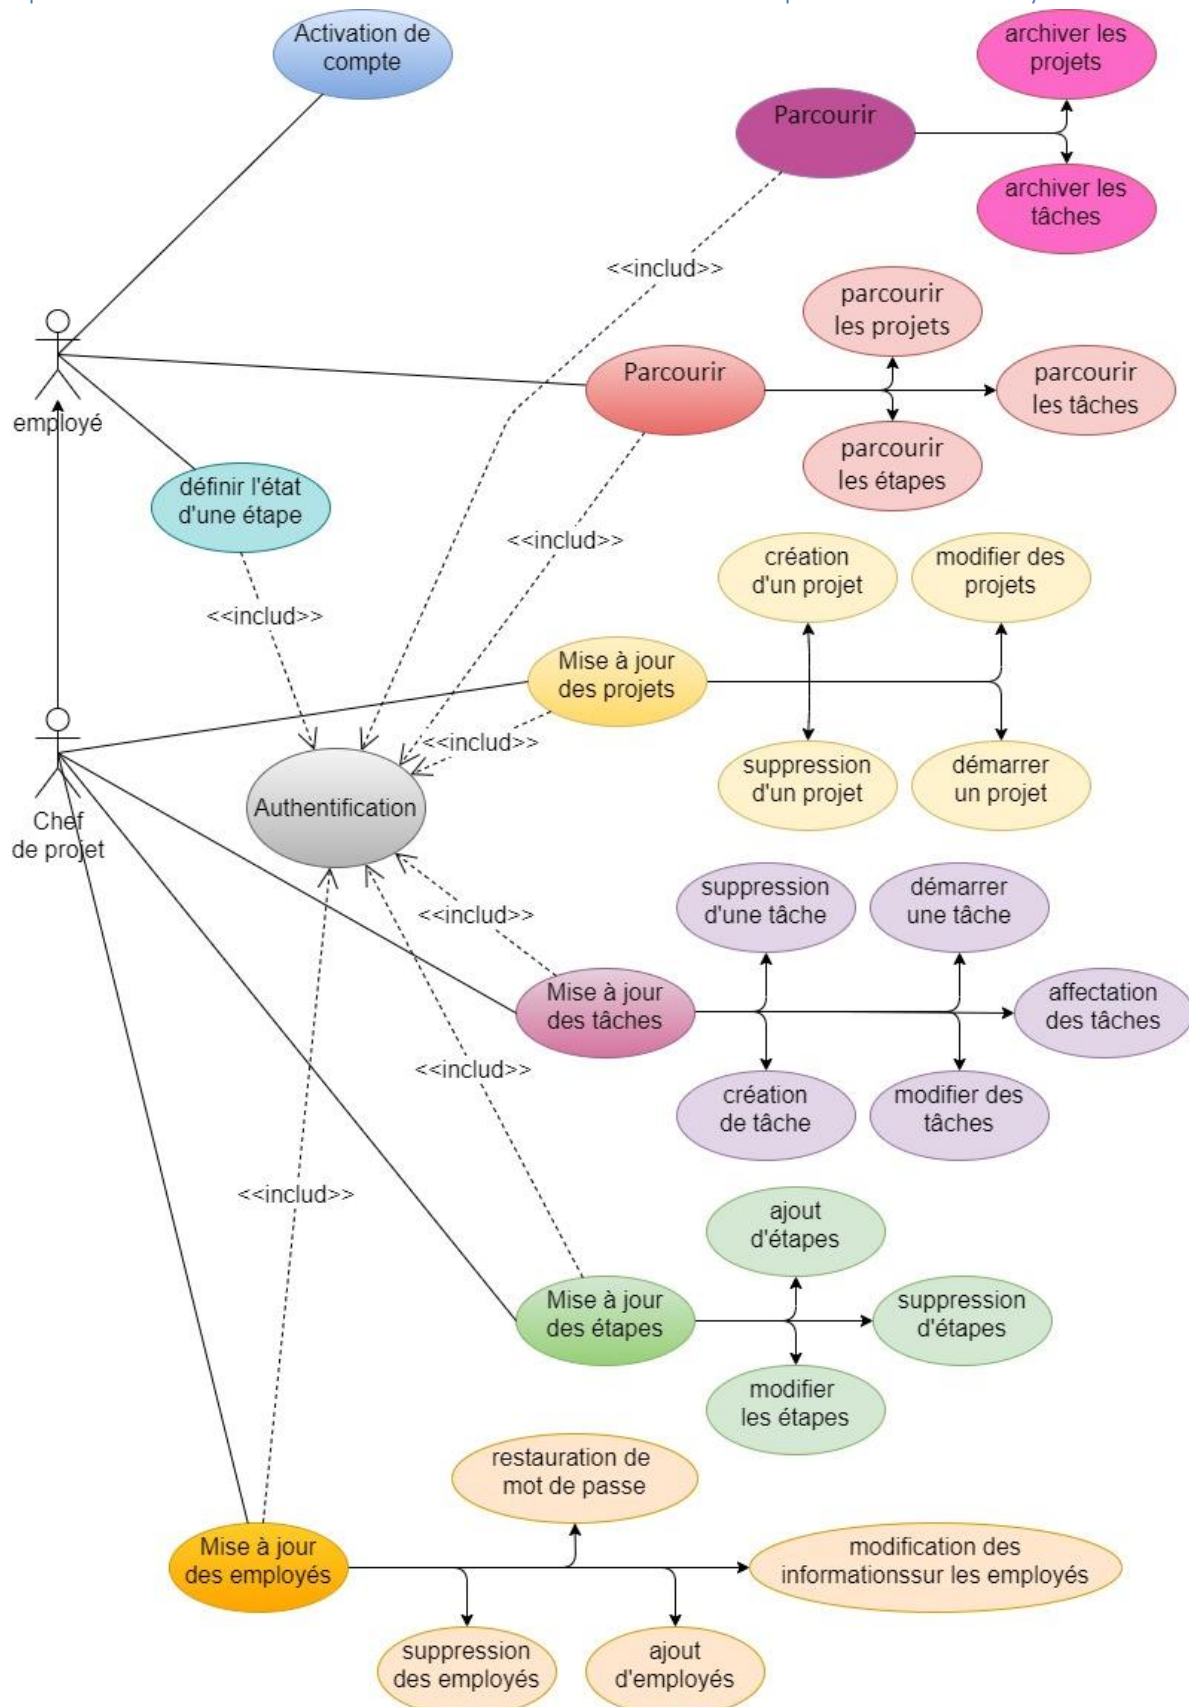 Activation de
compte
archiver les
projets
Parcourir
archiver les
tâches
<<includ>>
parcourir
les projets
Parcourir
parcourir
les tâches
employé
parcourir
les étapes
définir l'état
d'une étape
<<includ>>
création
d'un projet
modifier des
projets
<<includ>>
Mise à jour
des projets
<<includ>>
suppression
d'un projet
démarrer
un projet
Authentification
Chef
de projet
suppression
d'une tâche
démarrer
une tâche
<<includ>>
Mise à jour
des tâches
affectation
des tâches
<<includ>>
création
de tâche
modifier des
tâches
<<includ>>
ajout
d'étapes
Mise à jour
des étapes
suppression
d'étapes
modifier
les étapes
restauration de
mot de passe
Mise à jour
des employés
modification des
informationssur les employés
suppression
des employés
ajout
d'employés